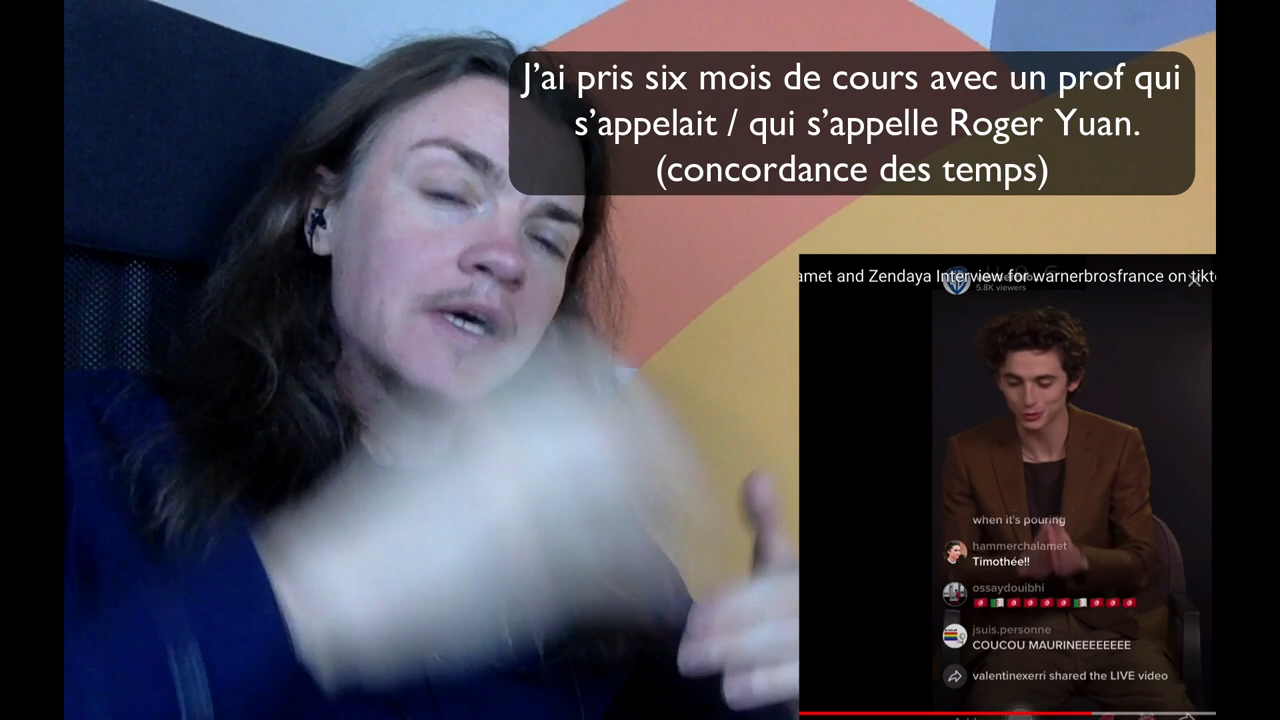 J’ai pris six mois de cours avec un prof qui
s’appelait / qui s’appelle Roger Yuan.
(concordance des temps)
amet and Zendaya Interview for warnerbrosfrance on tikt
5.8K viewers
when it's pouring
hammerchalamet
Timothée!!
ossaydouibhi
jsuis.personne
COUCOU MAURINEEEEEEEE
valentinexerri shared the LIVE video